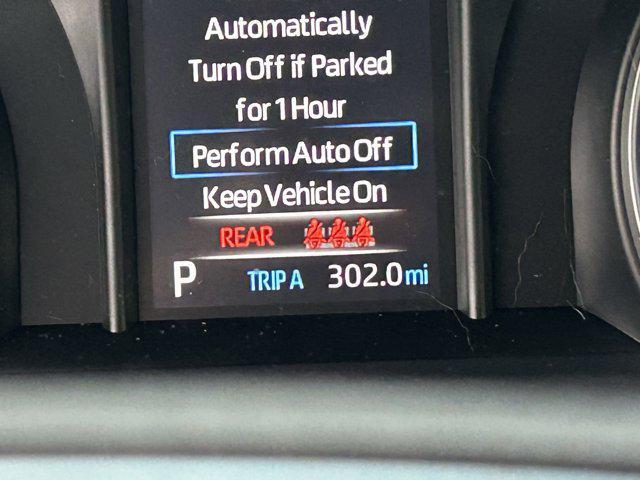 Automatically
Turn Off if Parked
for 1 Hour
Perform Auto Off
Keep Vehicle On
REAR
P TRIP A 302.0 mi